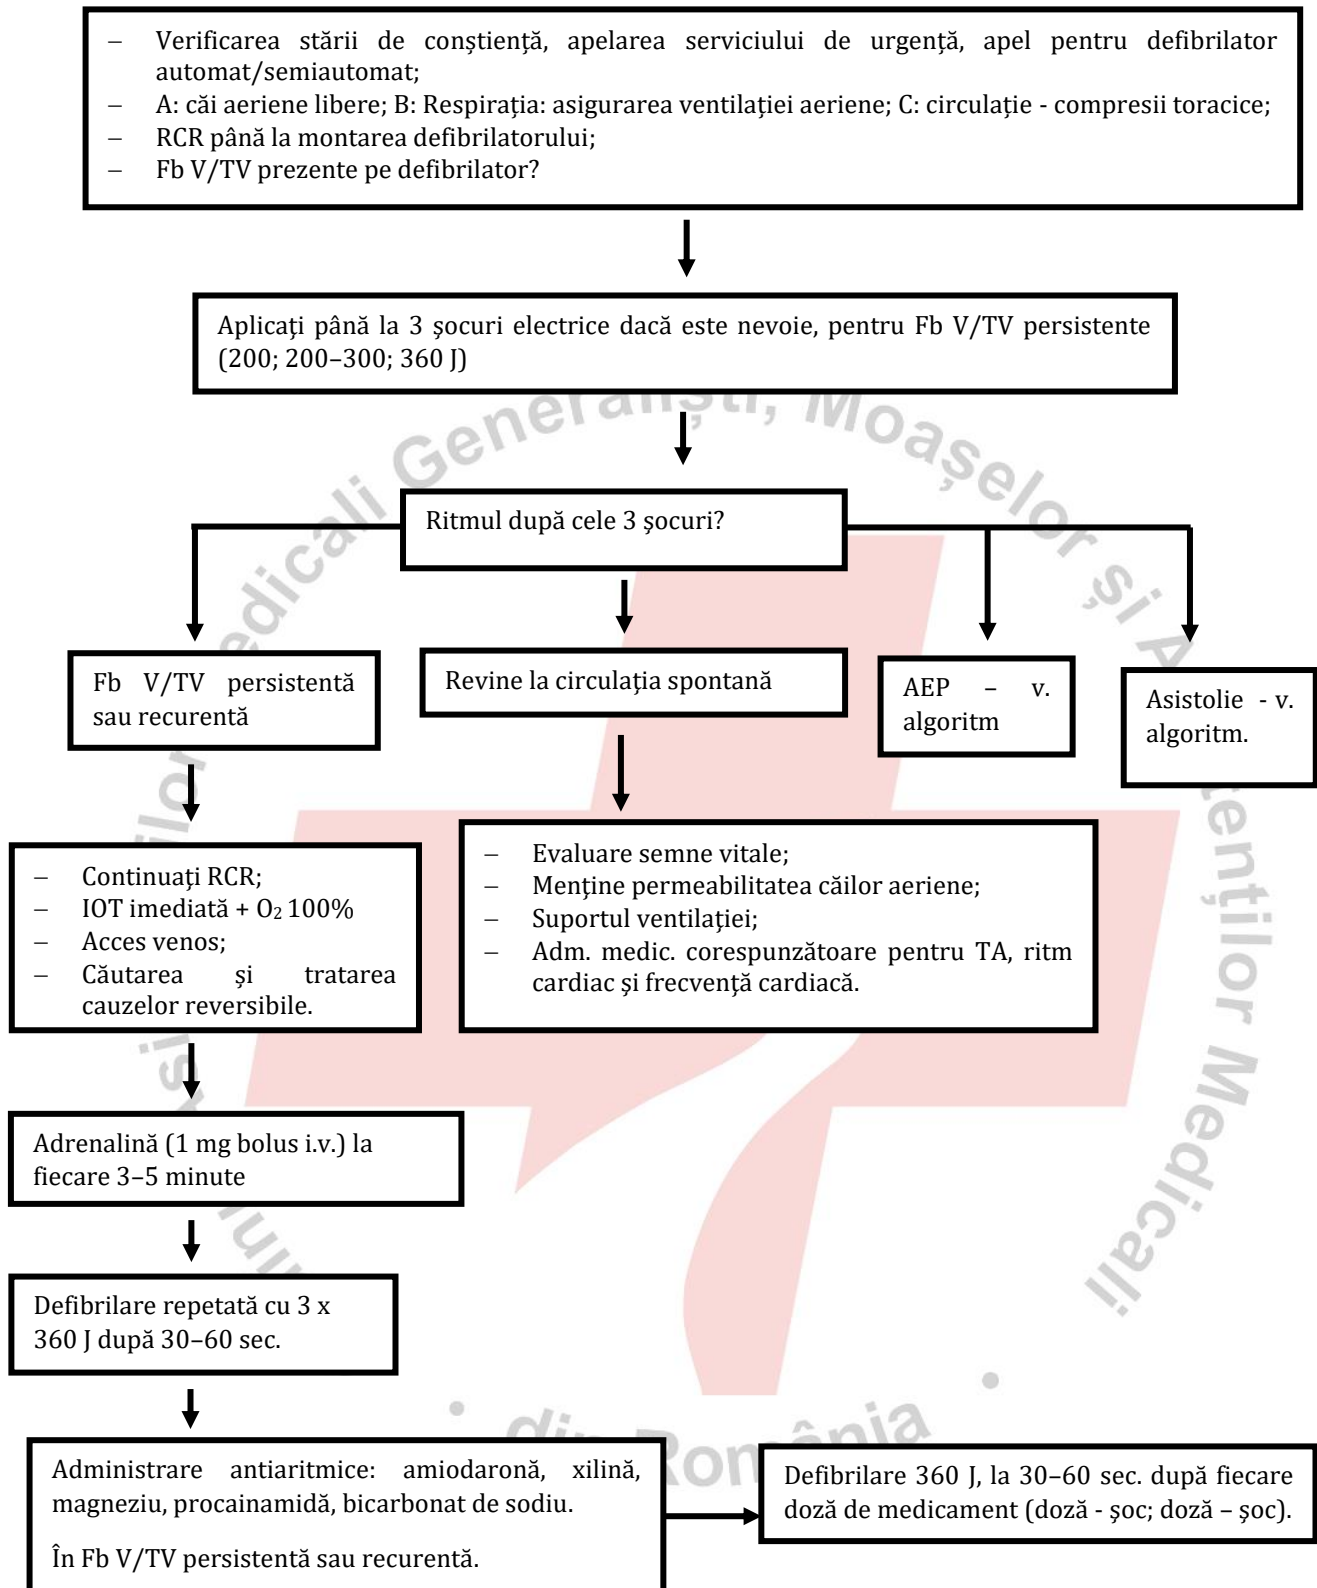 – Verificarea stării de conştienţă, apelarea serviciului de urgenţă, apel pentru defibrilator
automat/semiautomat;
– A: căi aeriene libere; B: Respiraţia: asigurarea ventilaţiei aeriene; C: circulaţie - compresii toracice;
– RCR până la montarea defibrilatorului;
– Fb V/TV prezente pe defibrilator?
Aplicaţi până la 3 şocuri electrice dacă este nevoie, pentru Fb V/TV persistente
(200; 200–300; 360 J)
Ritmul după cele 3 şocuri?
Fb V/TV persistentă
sau recurentă
Revine la circulaţia spontană
AEP – v.
algoritm
Asistolie - v.
algoritm.
– Continuaţi RCR;
– IOT imediată + O₂ 100%
– Acces venos;
– Căutarea şi tratarea
cauzelor reversibile.
– Evaluare semne vitale;
– Menţine permeabilitatea căilor aeriene;
– Suportul ventilaţiei;
– Adm. medic. corespunzătoare pentru TA, ritm
cardiac şi frecvenţă cardiacă.
Adrenalină (1 mg bolus i.v.) la
fiecare 3–5 minute
Defibrilare repetată cu 3 x
360 J după 30–60 sec.
Administrare antiaritmice: amiodaronă, xilină,
magneziu, procainamidă, bicarbonat de sodiu.
În Fb V/TV persistentă sau recurentă.
Defibrilare 360 J, la 30–60 sec. după fiecare
doză de medicament (doză - şoc; doză – şoc).
Generaliști, Moașelor și
Medicali
din România